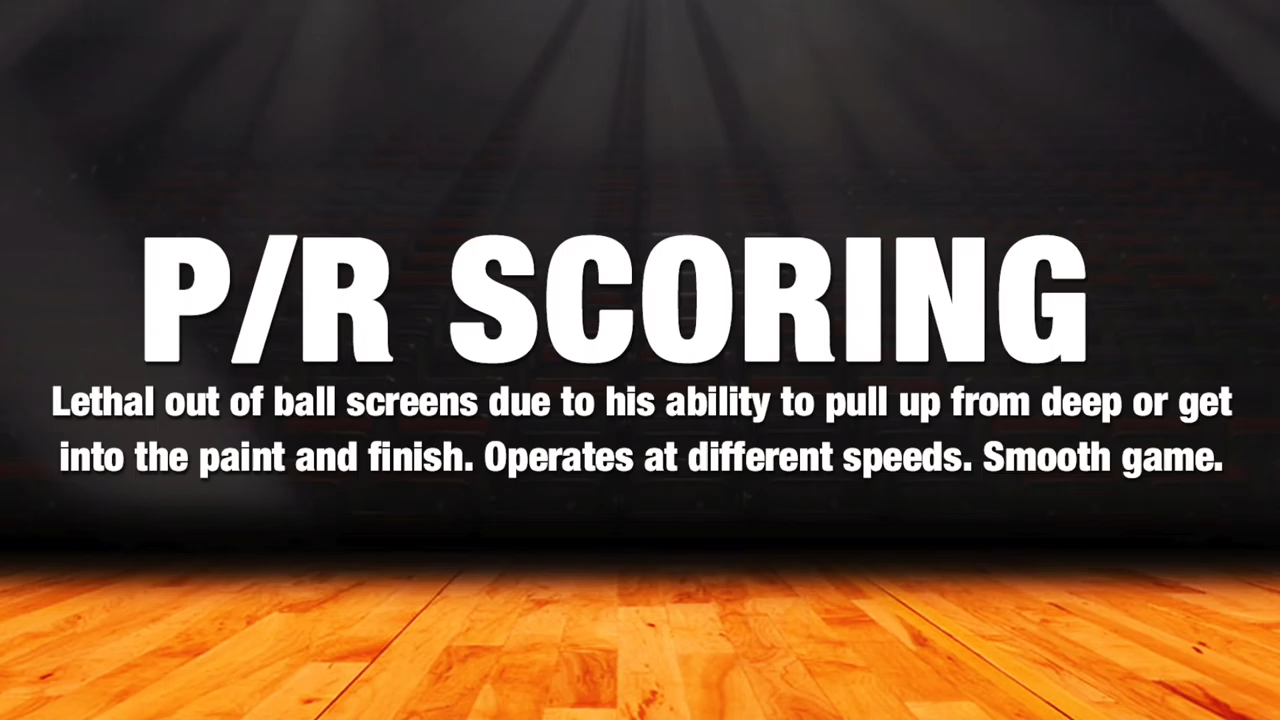 P/R SCORING
Lethal out of ball screens due to his ability to pull up from deep or get
into the paint and finish. Operates at different speeds. Smooth game.